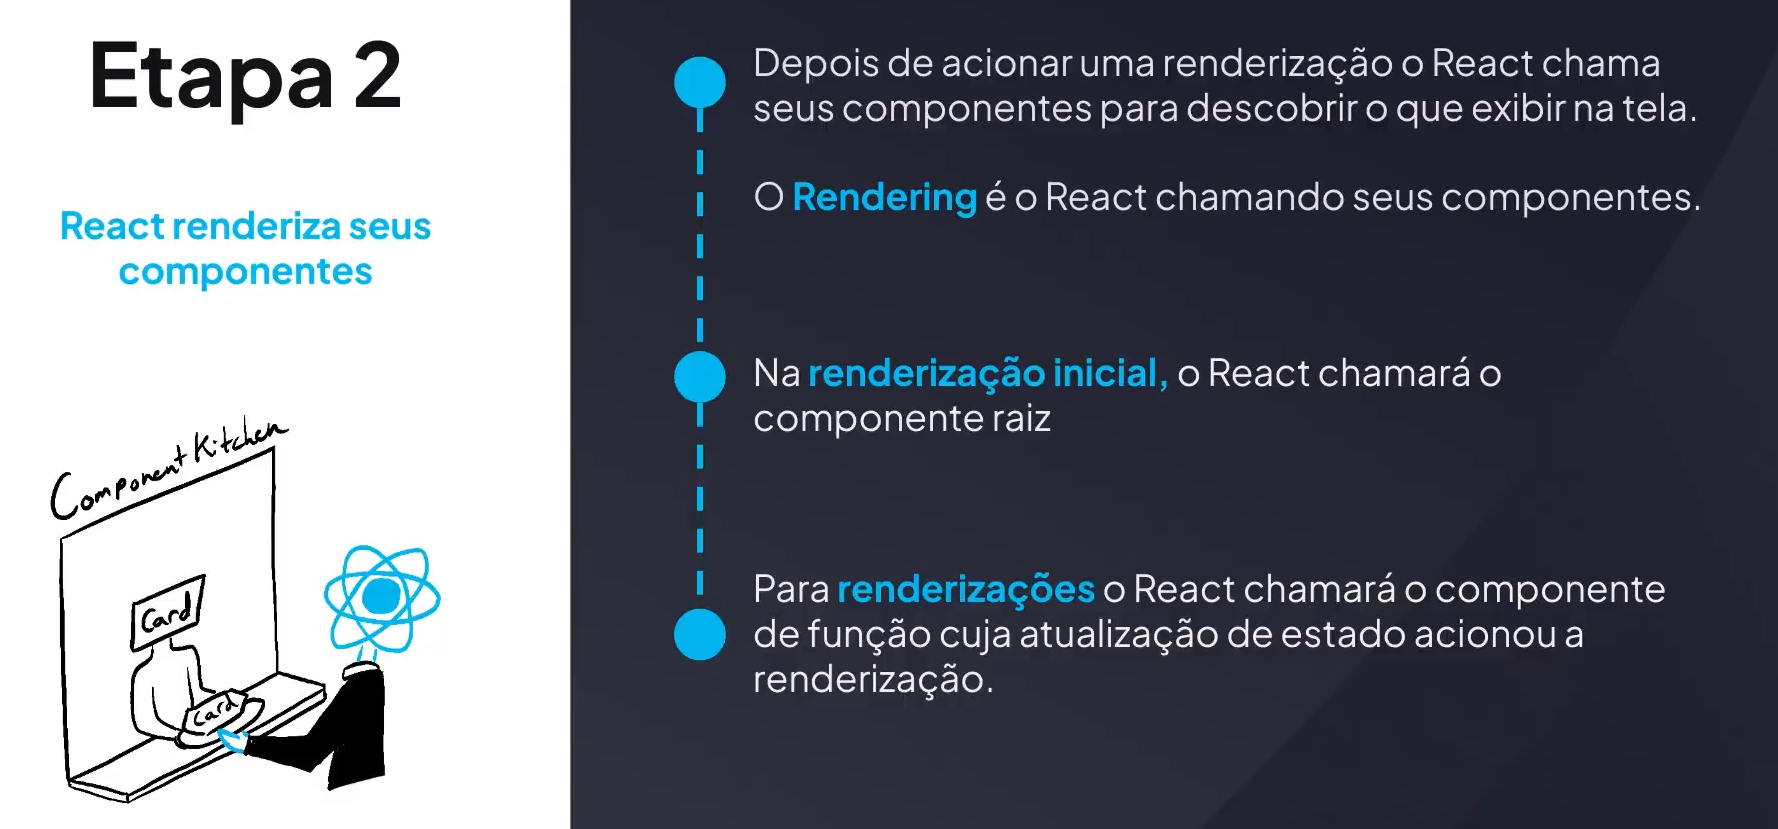 Etapa 2
React renderiza seus
componentes
Component Kitchen
Card
Card
Depois de acionar uma renderização o React chama
seus componentes para descobrir o que exibir na tela.
O Rendering é o React chamando seus componentes.
Na renderização inicial, o React chamará o
componente raiz
Para renderizações o React chamará o componente
de função cuja atualização de estado acionou a
renderização.